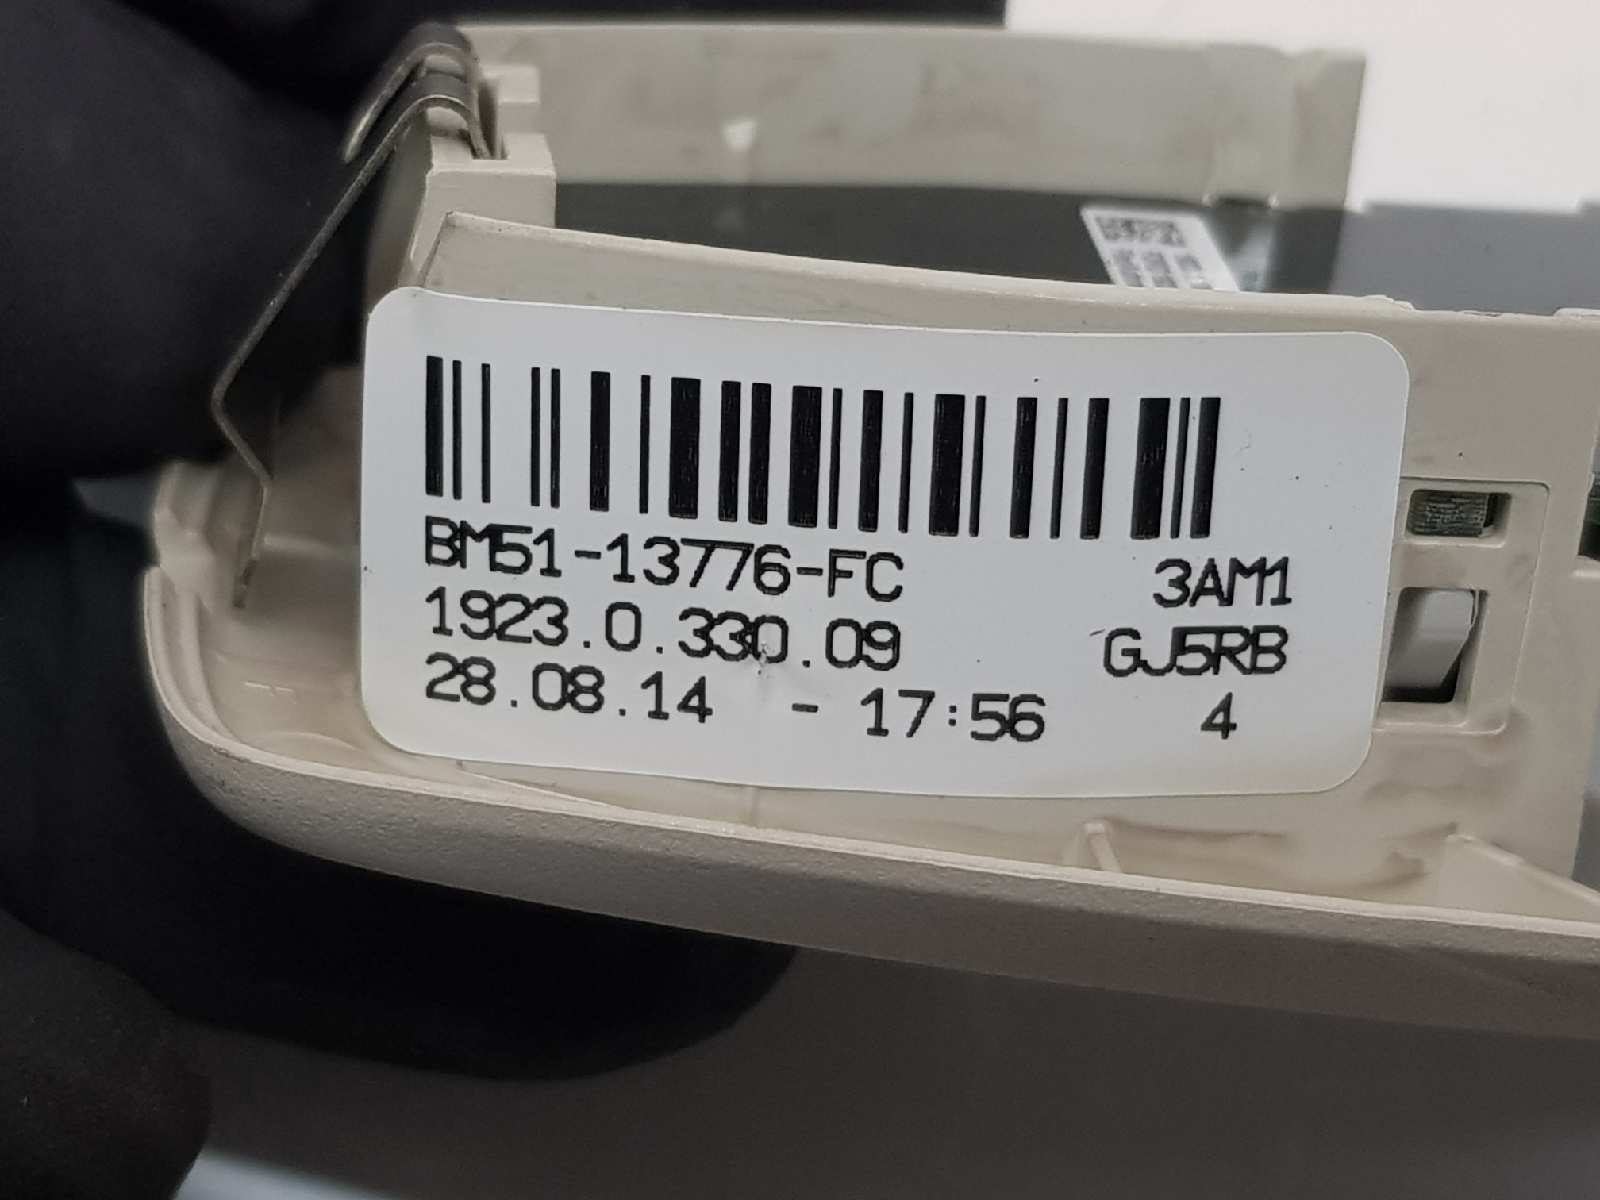 BM51-13776-FC 3AM1
1923.0.330.09 GJ5RB
28.08.14 - 17:56 4